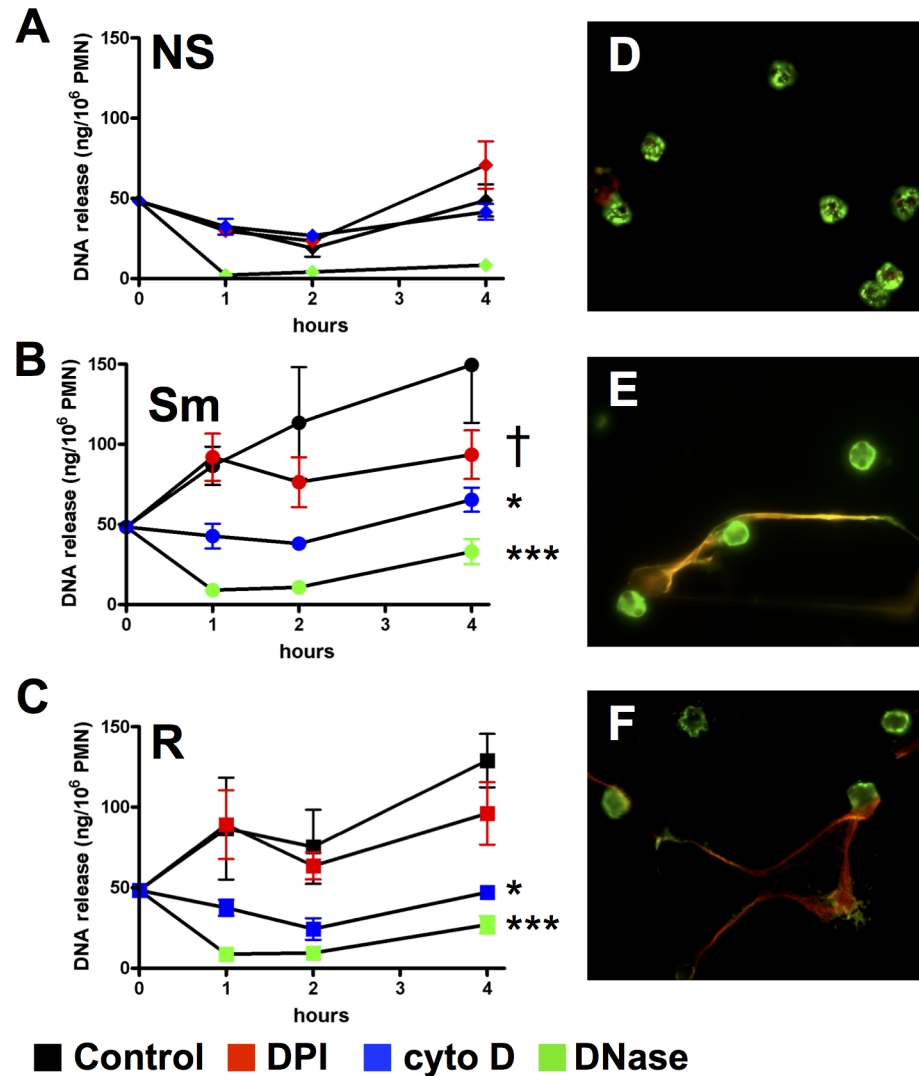 A
NS
DNA release (ng/10⁶ PMN)
150
100
50
0
0 1 2 3 4
hours
D
B
Sm
DNA release (ng/10⁶ PMN)
150
100
50
0
†
*
***
0 1 2 3 4
hours
E
C
R
DNA release (ng/10⁶ PMN)
150
100
50
0
*
***
0 1 2 3 4
hours
F
Control DPI cyto D DNase